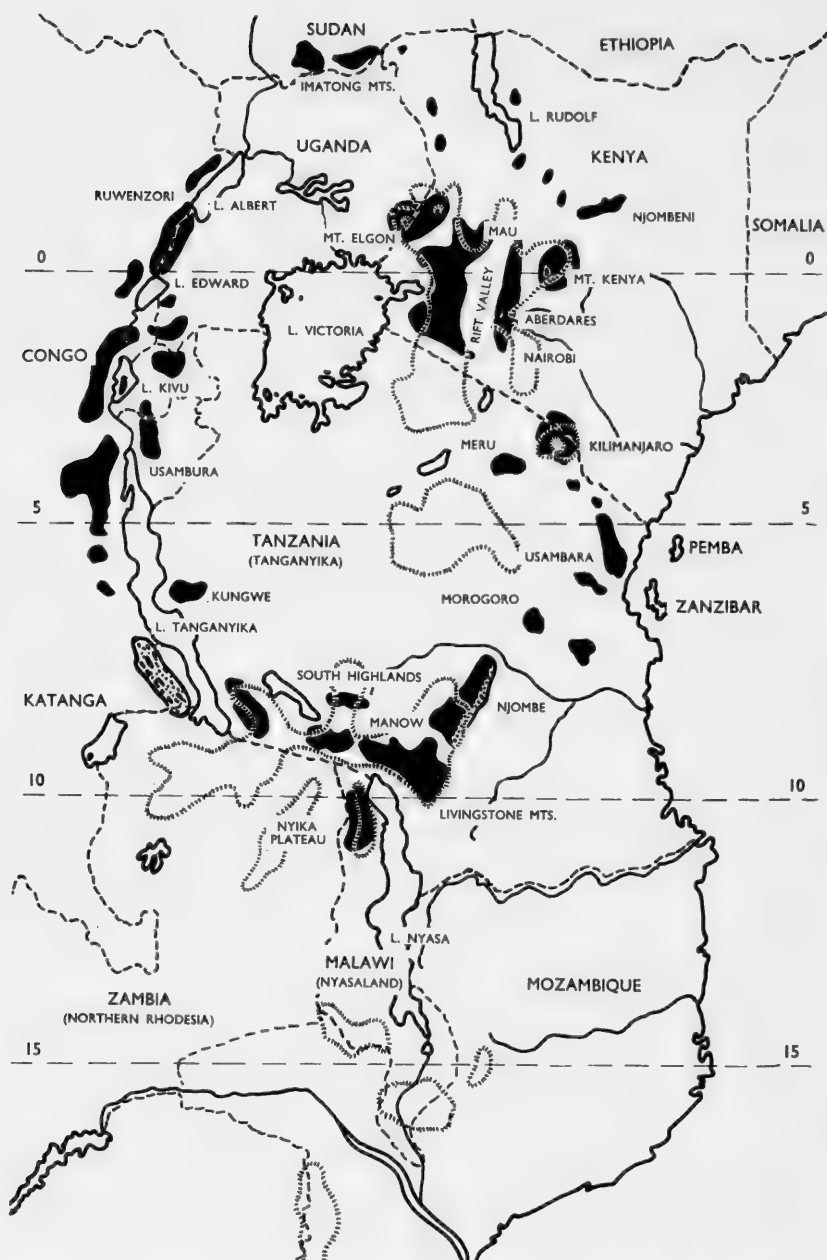 SUDAN
ETHIOPIA
IMATONG MTS.
L. RUDOLF
UGANDA
KENYA
RUWENZORI
L. ALBERT
NJOMBENI
SOMALIA
MT. ELGON
MAU
0
0
L. EDWARD
MT. KENYA
RIFT VALLEY
ABERDARES
L. VICTORIA
CONGO
NAIROBI
L. KIVU
MERU
KILIMANJARO
USAMBURA
5
5
TANZANIA
(TANGANYIKA)
USAMBARA
PEMBA
KUNGWE
MOROGORO
ZANZIBAR
L. TANGANYIKA
SOUTH HIGHLANDS
KATANGA
MANOW
NJOMBE
10
10
LIVINGSTONE MTS.
NYIKA
PLATEAU
L. NYASA
MALAWI
(NYASALAND)
MOZAMBIQUE
ZAMBIA
(NORTHERN RHODESIA)
15
15